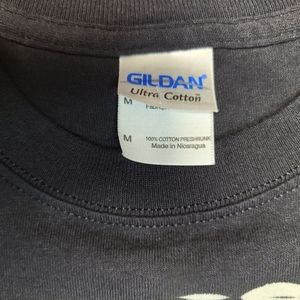 GILDAN
Ultra Cotton
M
M
100% COTTON PRESHRUNK
Made in Nicaragua